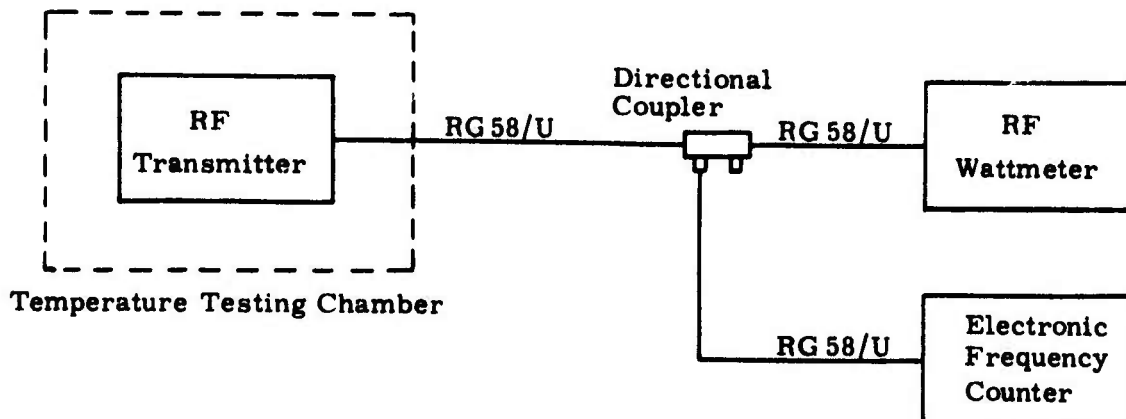 RF
Transmitter
Temperature Testing Chamber
RG 58/U
Directional
Coupler
RG 58/U
RF
Wattmeter
RG 58/U
Electronic
Frequency
Counter